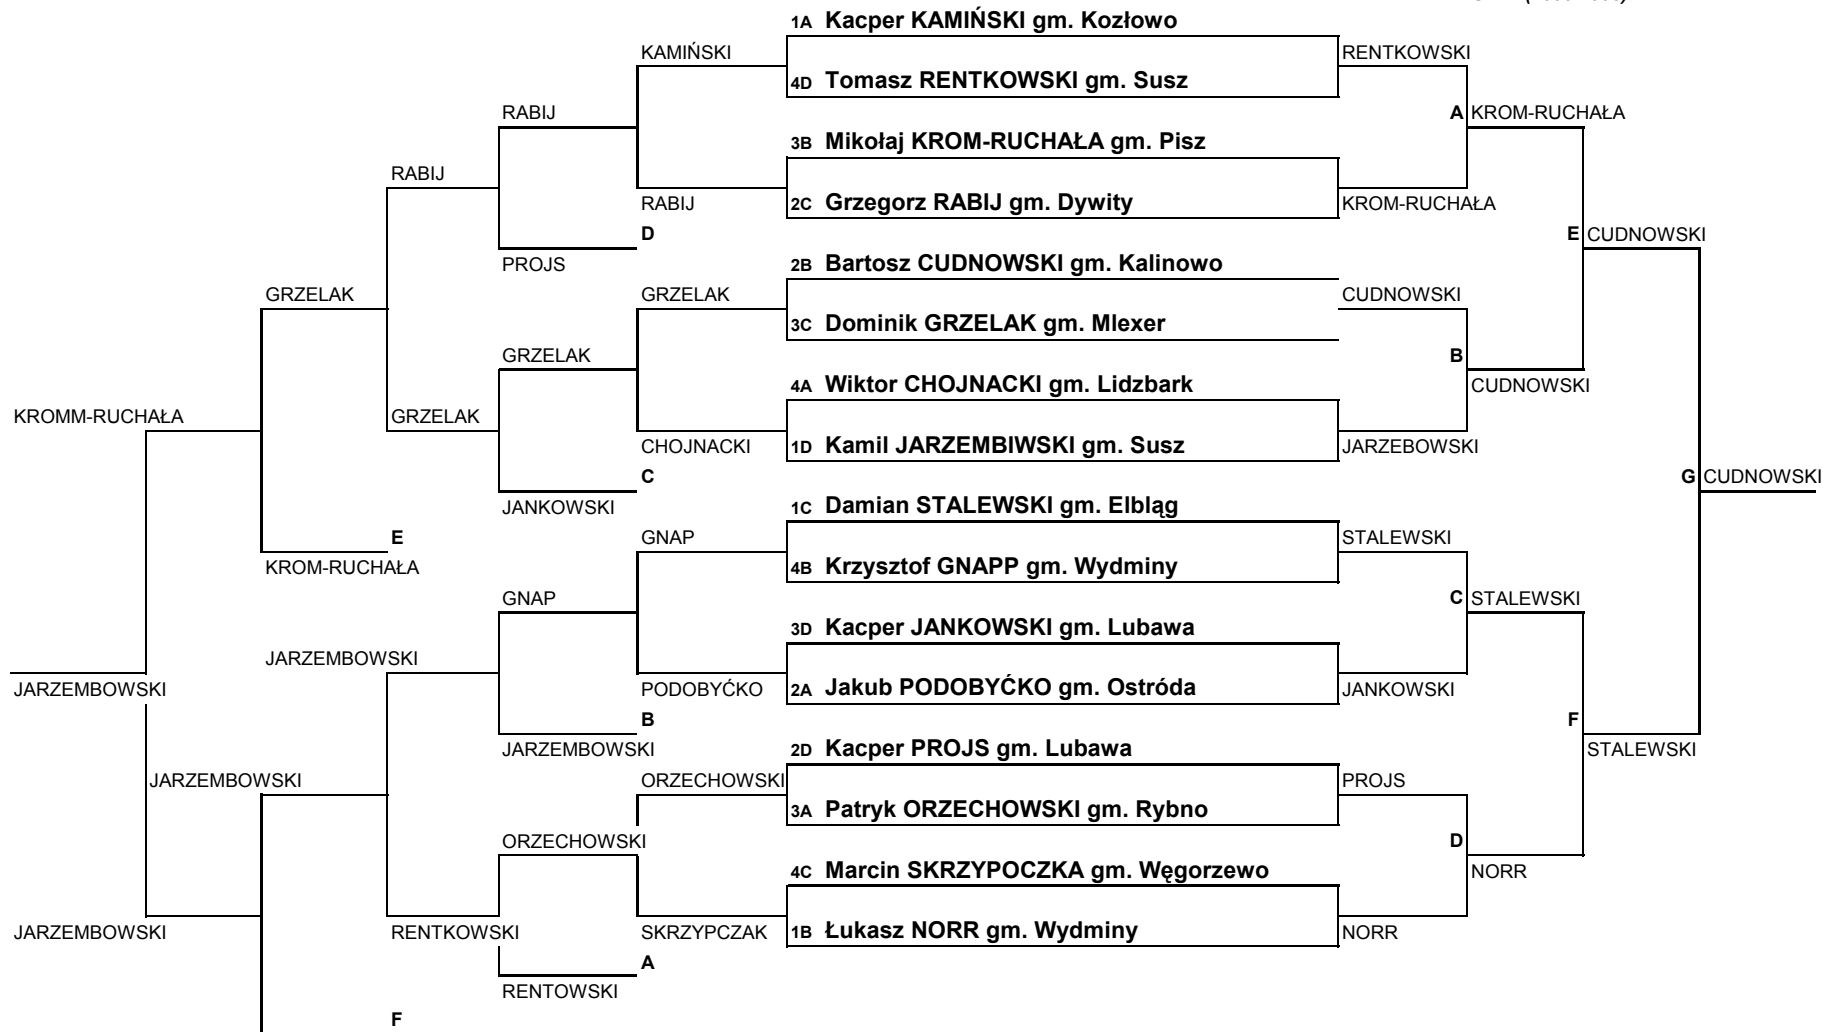 1A Kacper KAMIŃSKI gm. Kozłowo
KAMIŃSKI
RENTKOWSKI
4D Tomasz RENTKOWSKI gm. Susz
RABIJ
A KROM-RUCHAŁA
3B Mikołaj KROM-RUCHAŁA gm. Pisz
RABIJ
RABIJ
2C Grzegorz RABIJ gm. Dywity
KROM-RUCHAŁA
D
E CUDNOWSKI
PROJS
2B Bartosz CUDNOWSKI gm. Kalinowo
GRZELAK
GRZELAK
CUDNOWSKI
3C Dominik GRZELAK gm. Mlexer
GRZELAK
B
4A Wiktor CHOJNACKI gm. Lidzbark
CUDNOWSKI
KROMM-RUCHAŁA
GRZELAK
CHOJNACKI
1D Kamil JARZEMBIWSKI gm. Susz
JARZEBOWSKI
C
G CUDNOWSKI
JANKOWSKI
1C Damian STALEWSKI gm. Elbląg
E
GNAP
STALEWSKI
KROM-RUCHAŁA
4B Krzysztof GNAPP gm. Wydminy
GNAP
C STALEWSKI
3D Kacper JANKOWSKI gm. Lubawa
JARZEMBOWSKI
JARZEMBOWSKI
PODOBYĆKO
2A Jakub PODOBYĆKO gm. Ostróda
JANKOWSKI
B
F
JARZEMBOWSKI
2D Kacper PROJS gm. Lubawa
STALEWSKI
JARZEMBOWSKI
ORZECHOWSKI
PROJS
3A Patryk ORZECHOWSKI gm. Rybno
ORZECHOWSKI
D
4C Marcin SKRZYPOCZKA gm. Węgorzewo
NORR
JARZEMBOWSKI
RENTKOWSKI
SKRZYPCZAK
1B Łukasz NORR gm. Wydminy
NORR
A
RENTOWSKI
F